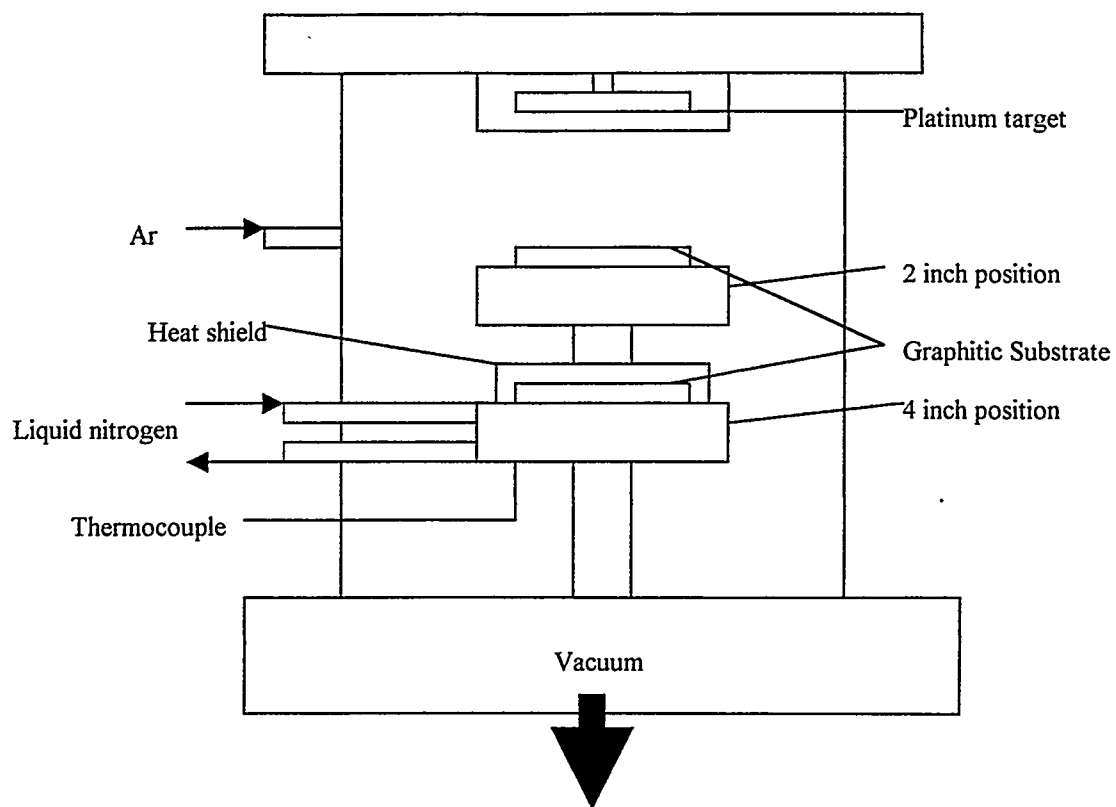 Platinum target
Ar
2 inch position
Heat shield
Graphitic Substrate
4 inch position
Liquid nitrogen
Thermocouple
Vacuum